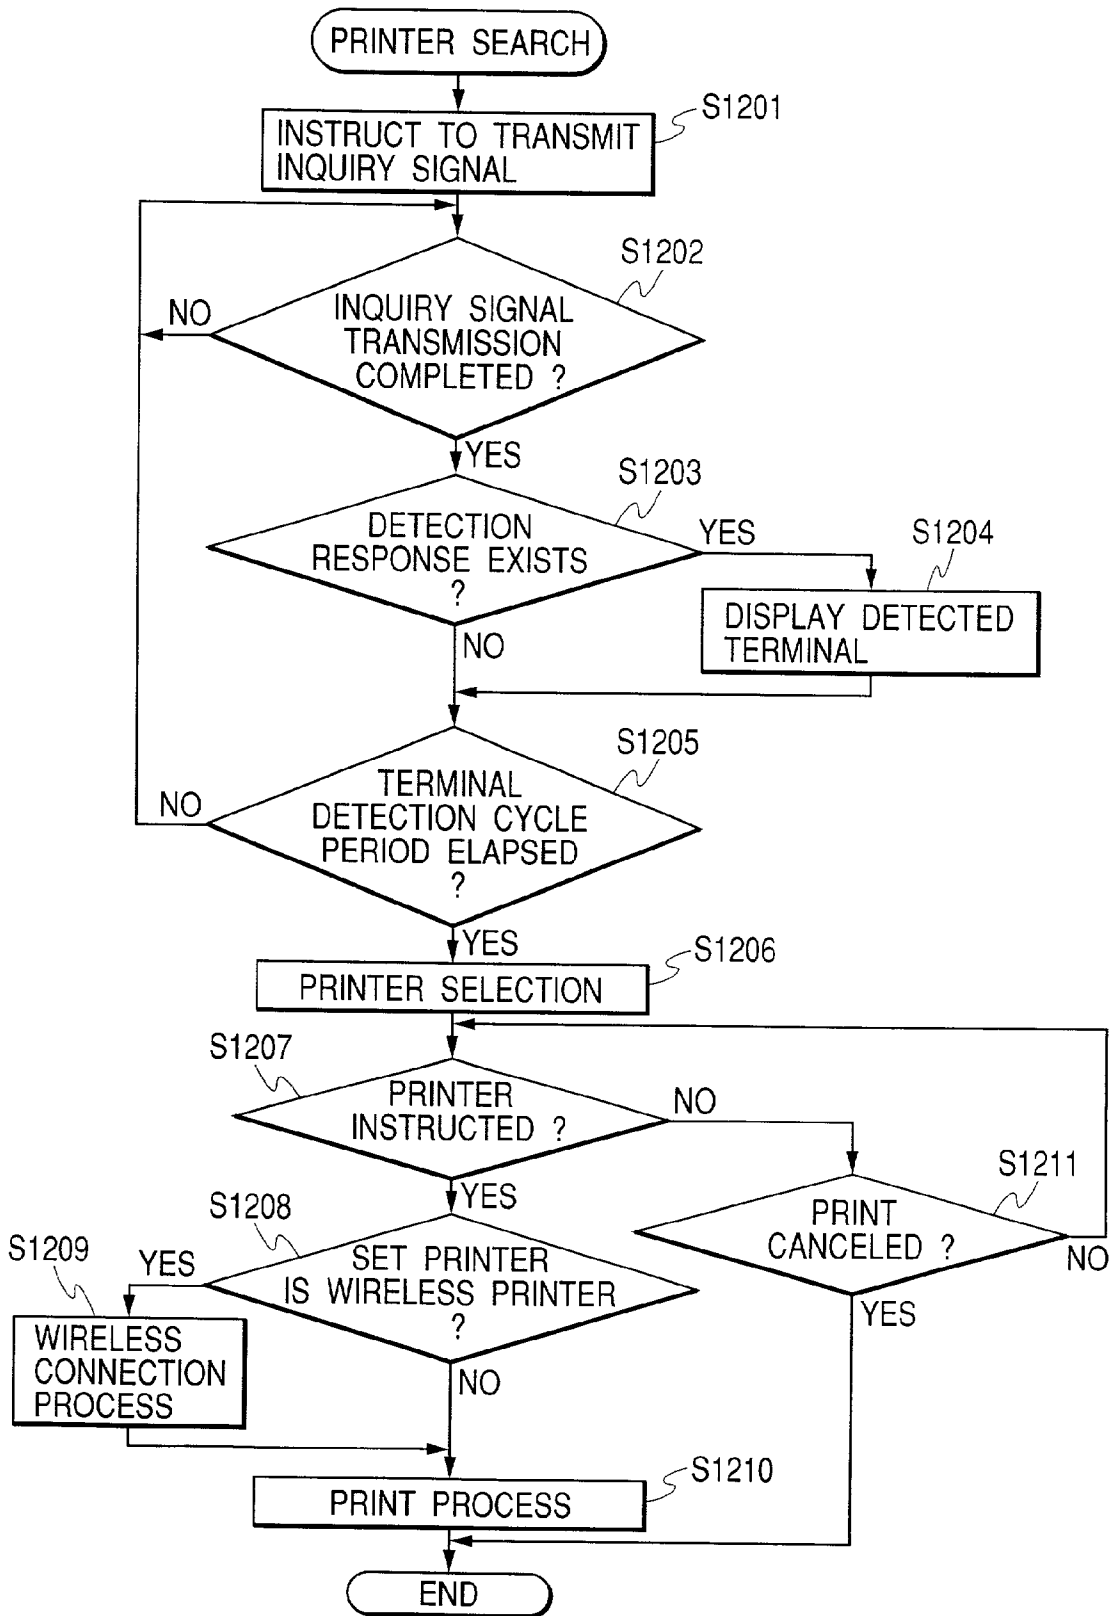 PRINTER SEARCH
S1201
INSTRUCT TO TRANSMIT
INQUIRY SIGNAL
S1202
NO
INQUIRY SIGNAL
TRANSMISSION
COMPLETED ?
YES
S1203
DETECTION
RESPONSE EXISTS
?
YES
S1204
DISPLAY DETECTED
TERMINAL
NO
S1205
TERMINAL
DETECTION CYCLE
PERIOD ELAPSED
?
NO
YES
S1206
PRINTER SELECTION
S1207
PRINTER
INSTRUCTED ?
NO
S1211
PRINT
CANCELED ?
NO
YES
YES
S1208
SET PRINTER
IS WIRELESS PRINTER
?
YES
S1209
WIRELESS
CONNECTION
PROCESS
NO
S1210
PRINT PROCESS
END